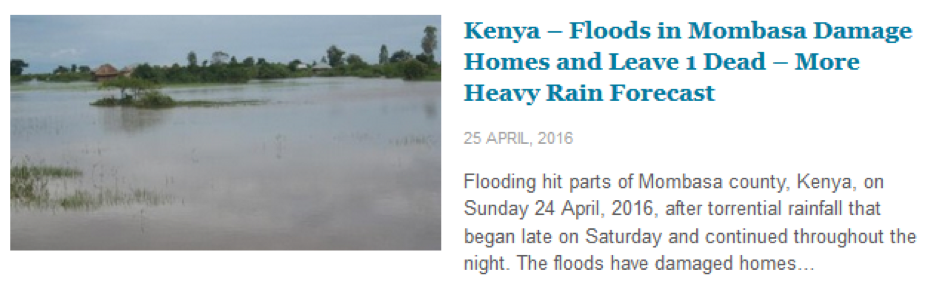 Kenya – Floods in Mombasa Damage
Homes and Leave 1 Dead – More
Heavy Rain Forecast
25 APRIL, 2016
Flooding hit parts of Mombasa county, Kenya, on
Sunday 24 April, 2016, after torrential rainfall that
began late on Saturday and continued throughout the
night. The floods have damaged homes…